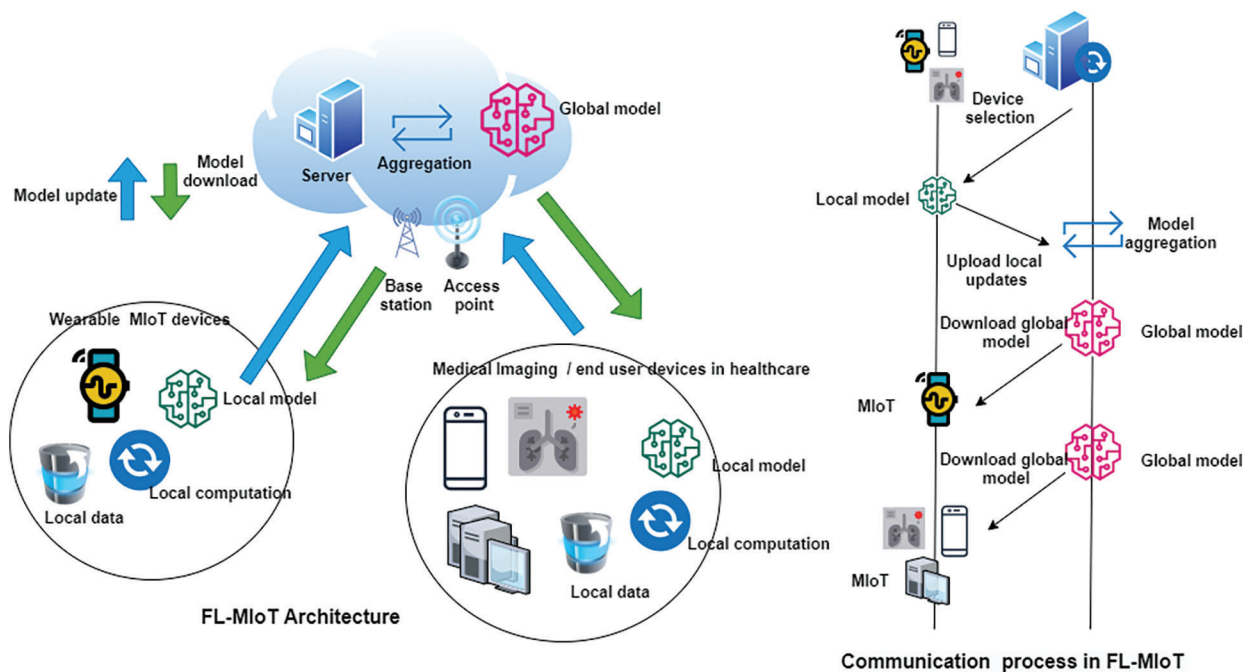 Global model
Aggregation
Server
Model
download
Model update
Base
station
Access
point
Wearable MIoT devices
Local model
Local computation
Local data
Medical Imaging / end user devices in healthcare
Local model
Local computation
Local data
FL-MIoT Architecture
Device
selection
Local model
Model
aggregation
Upload local
updates
Download global
model
Global model
MIoT
Download global
model
Global model
MIoT
Communication process in FL-MIoT